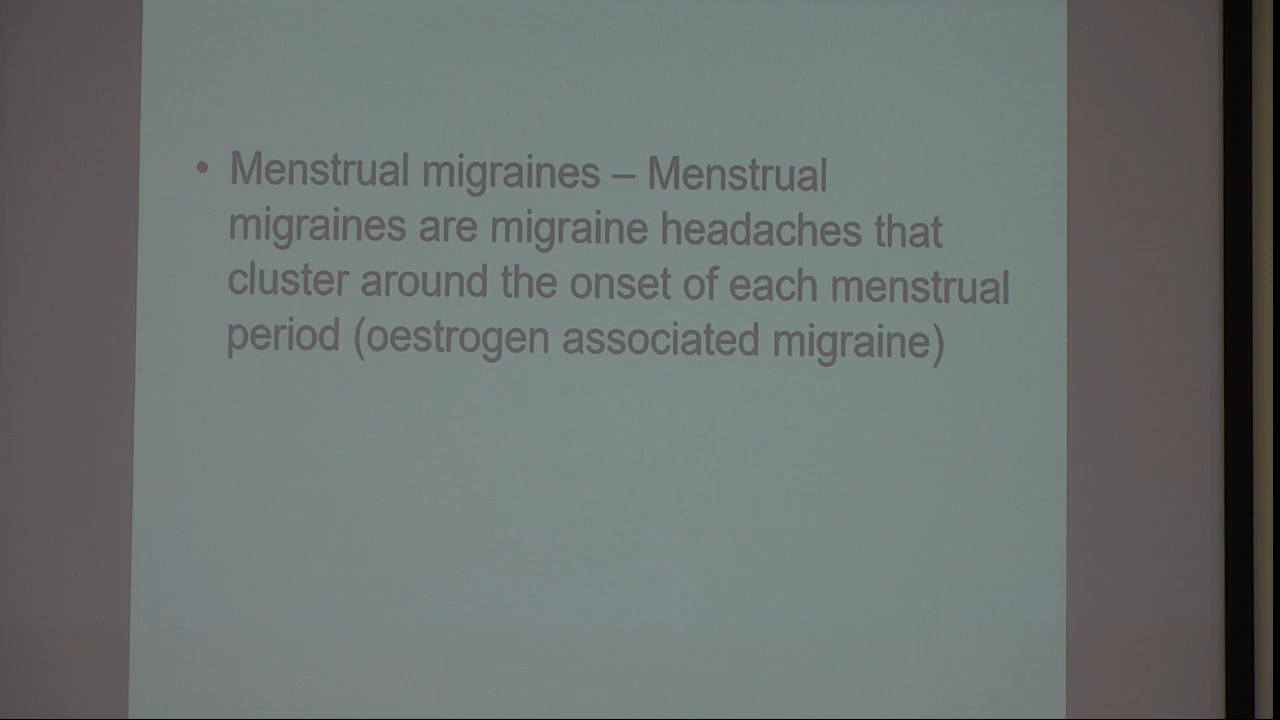 • Menstrual migraines – Menstrual
migraines are migraine headaches that
cluster around the onset of each menstrual
period (oestrogen associated migraine)